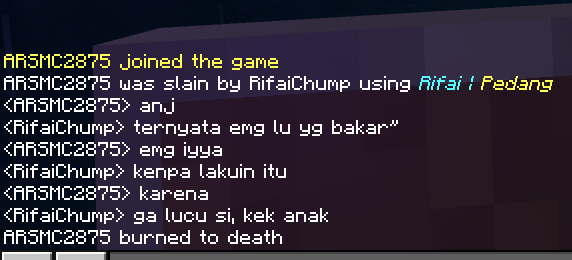 ARSMC2875 joined the game
ARSMC2875 was slain by RifaiChump using Rifai | Pedang
<ARSMC2875> anj
<RifaiChump> ternyata emg lu yg bakar"
<ARSMC2875> emg iyya
<RifaiChump> kenpa lakuin itu
<ARSMC2875> karena
<RifaiChump> ga lucu si, kek anak
ARSMC2875 burned to death